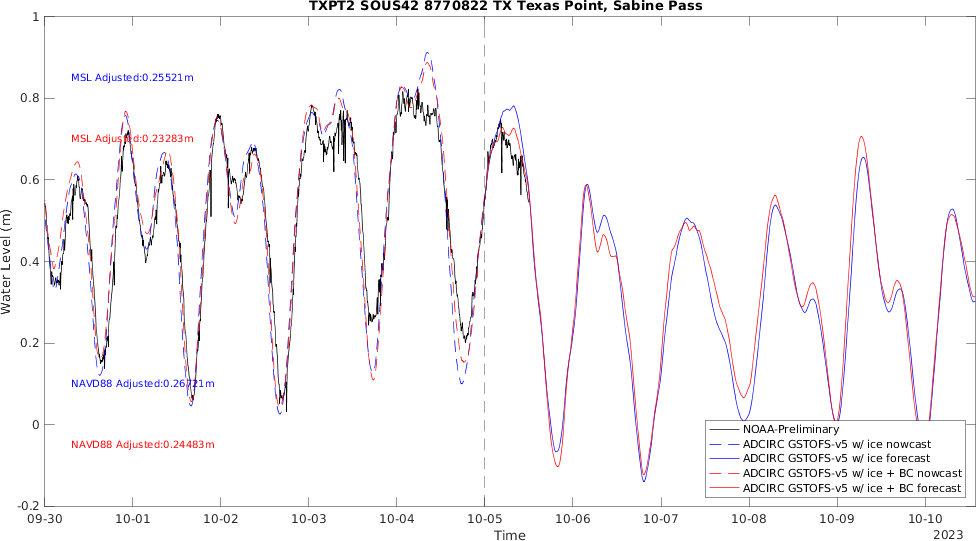 TXPT2 SOUS42 8770822 TX Texas Point, Sabine Pass
1
0.8
0.6
0.4
0.2
0
-0.2
Water Level (m)
MSL Adjusted:0.25521m
MSL Adjusted:0.23283m
NAVD88 Adjusted:0.26721m
NAVD88 Adjusted:0.24483m
NOAA-Preliminary
ADCIRC GSTOFS-v5 w/ ice nowcast
ADCIRC GSTOFS-v5 w/ ice forecast
ADCIRC GSTOFS-v5 w/ ice + BC nowcast
ADCIRC GSTOFS-v5 w/ ice + BC forecast
09-30 10-01 10-02 10-03 10-04 10-05 10-06 10-07 10-08 10-09 10-10
Time
2023